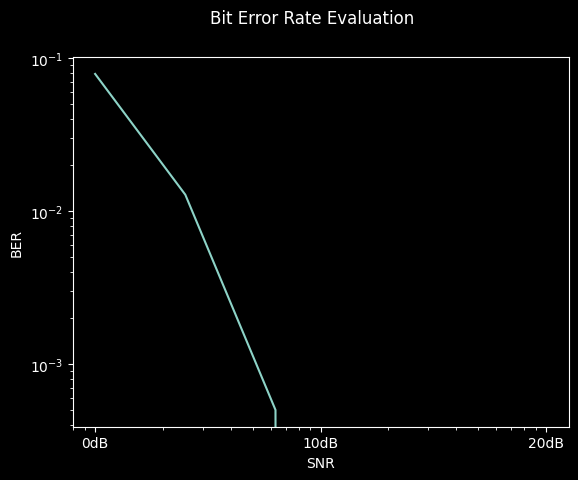 Bit Error Rate Evaluation
10⁻¹
10⁻²
10⁻³
BER
0dB 10dB 20dB
SNR